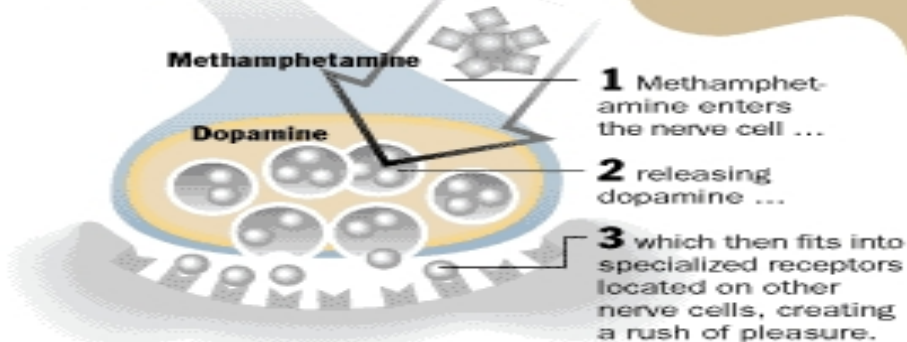 Methamphetamine
Dopamine
1 Methamphet-
amine enters
the nerve cell ...
2 releasing
dopamine ...
3 which then fits into
specialized receptors
located on other
nerve cells, creating
a rush of pleasure.